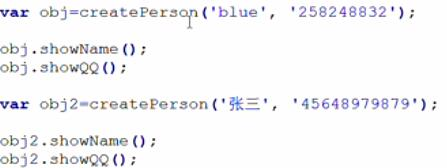 var obj=createPerson('blue', '258248832');
obj.showName();
obj.showQQ();
var obj2=createPerson('张三', '45648979879');
obj2.showName();
obj2.showQQ();